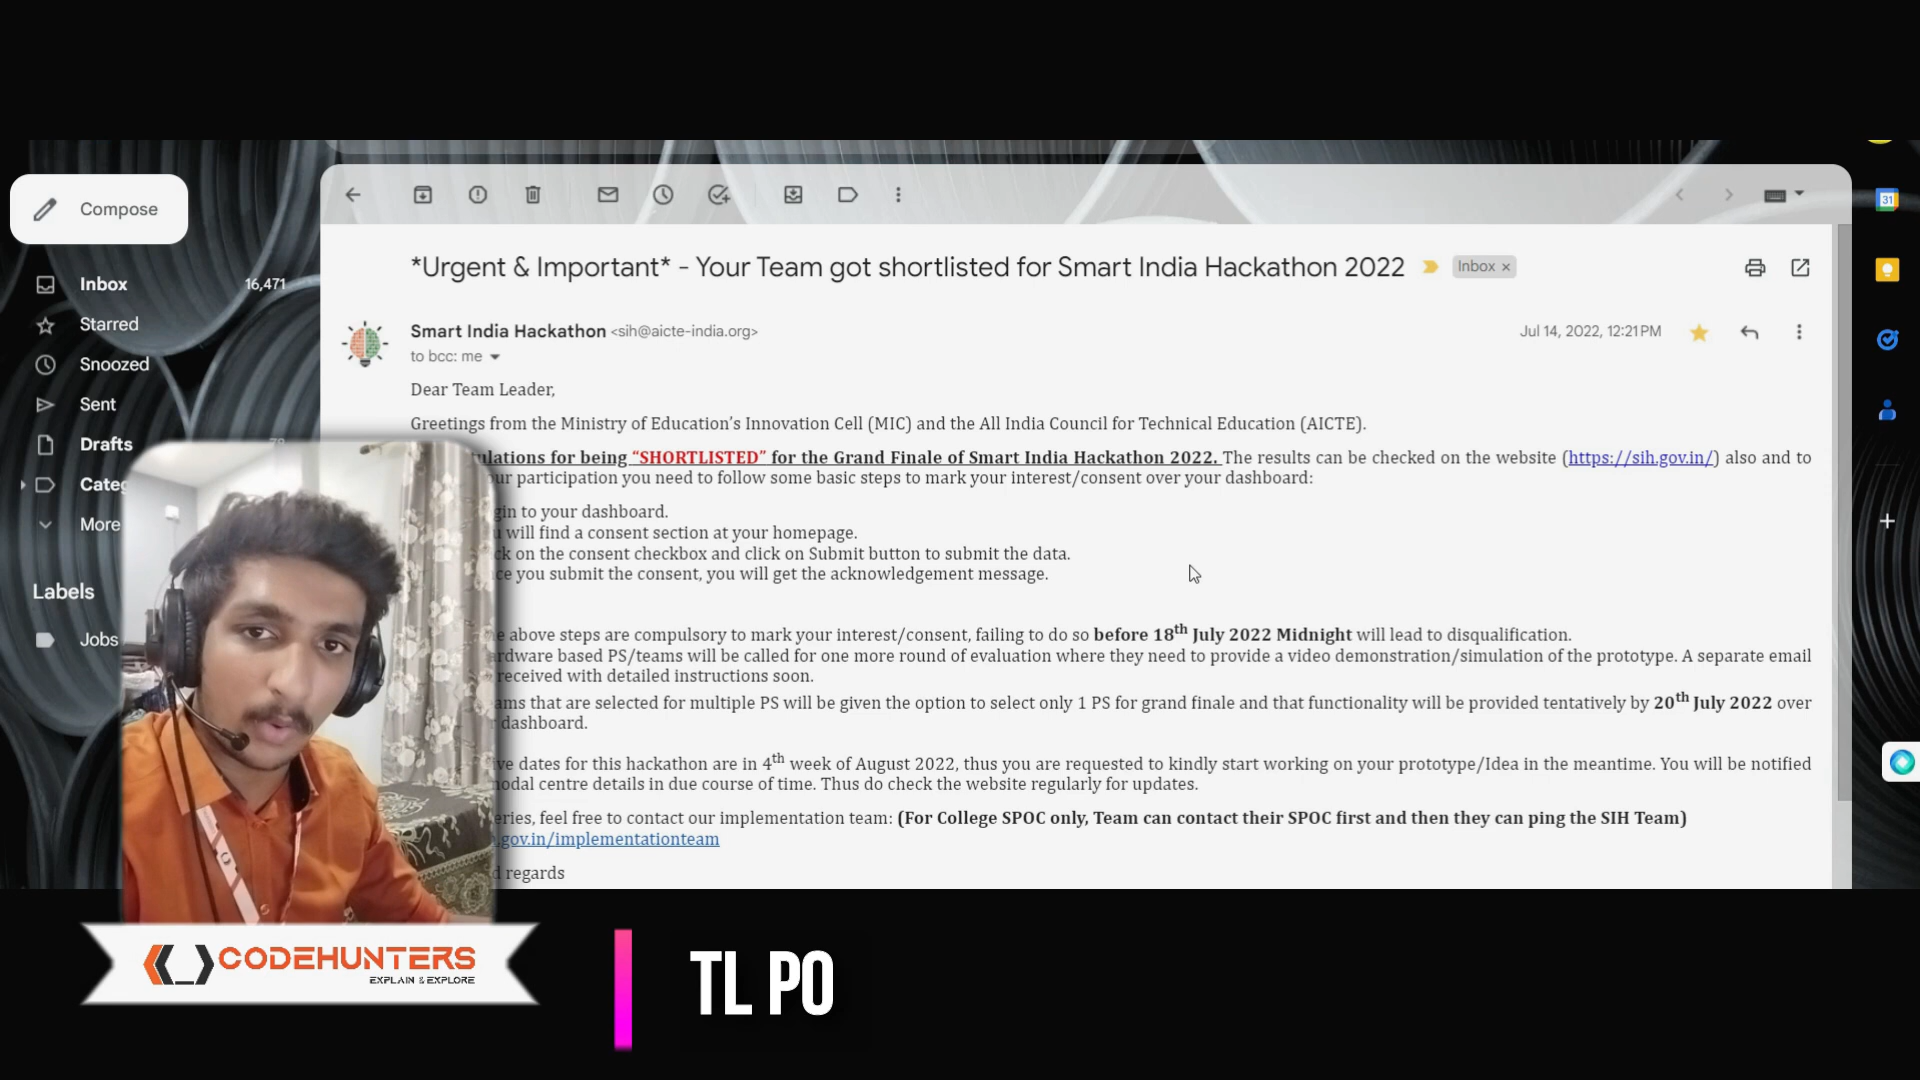 Compose
Inbox 16,471
Starred
Snoozed
Sent
Drafts
More
Labels
Jobs
*Urgent & Important* - Your Team got shortlisted for Smart India Hackathon 2022
Inbox ×
Smart India Hackathon <sih@aicte-india.org>
Jul 14, 2022, 12:21 PM
to bcc: me
Dear Team Leader,
Greetings from the Ministry of Education's Innovation Cell (MIC) and the All India Council for Technical Education (AICTE).
for being “SHORTLISTED” for the Grand Finale of Smart India Hackathon 2022. The results can be checked on the website (https://sih.gov.in/) also and to
participation you need to follow some basic steps to mark your interest/consent over your dashboard:
to your dashboard.
will find a consent section at your homepage.
on the consent checkbox and click on Submit button to submit the data.
you submit the consent, you will get the acknowledgement message.
above steps are compulsory to mark your interest/consent, failing to do so before 18th July 2022 Midnight will lead to disqualification.
based PS/teams will be called for one more round of evaluation where they need to provide a video demonstration/simulation of the prototype. A separate email
received with detailed instructions soon.
that are selected for multiple PS will be given the option to select only 1 PS for grand finale and that functionality will be provided tentatively by 20th July 2022 over
dashboard.
dates for this hackathon are in 4th week of August 2022, thus you are requested to kindly start working on your prototype/Idea in the meantime. You will be notified
centre details in due course of time. Thus do check the website regularly for updates.
feel free to contact our implementation team: (For College SPOC only, Team can contact their SPOC first and then they can ping the SIH Team)
.gov.in/implementationteam
regards
31
CODEHUNTERS
EXPLAIN & EXPLORE
TL PO